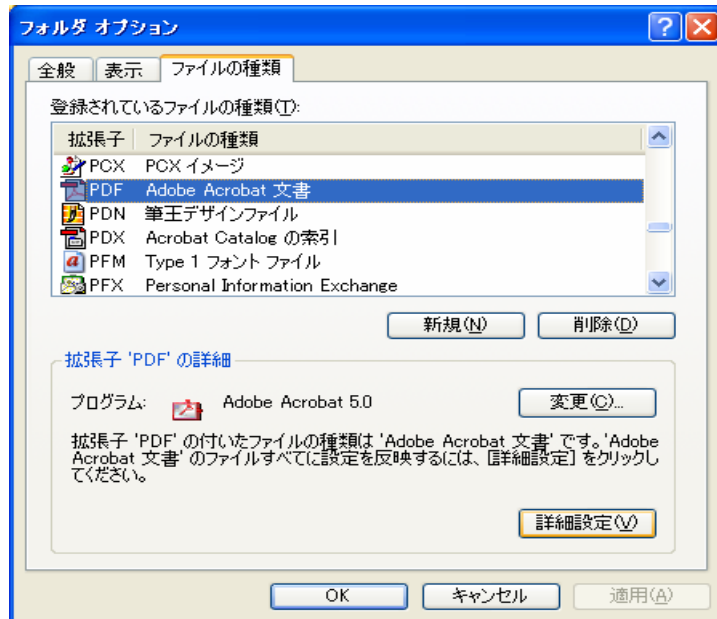 フォルダ オプション
全般 表示 ファイルの種類
登録されているファイルの種類(T):
拡張子 ファイルの種類
PCX PCX イメージ
PDF Adobe Acrobat 文書
PDN 筆王デザインファイル
PDX Acrobat Catalog の索引
PFM Type 1 フォント ファイル
PFX Personal Information Exchange
新規(N) 削除(D)
拡張子 'PDF' の詳細
プログラム: Adobe Acrobat 5.0 変更(C)...
拡張子 'PDF' の付いたファイルの種類は 'Adobe Acrobat 文書' です。'Adobe
Acrobat 文書' のファイルすべてに設定を反映するには、[詳細設定] をクリックし
てください。
詳細設定(V)
OK キャンセル 適用(A)